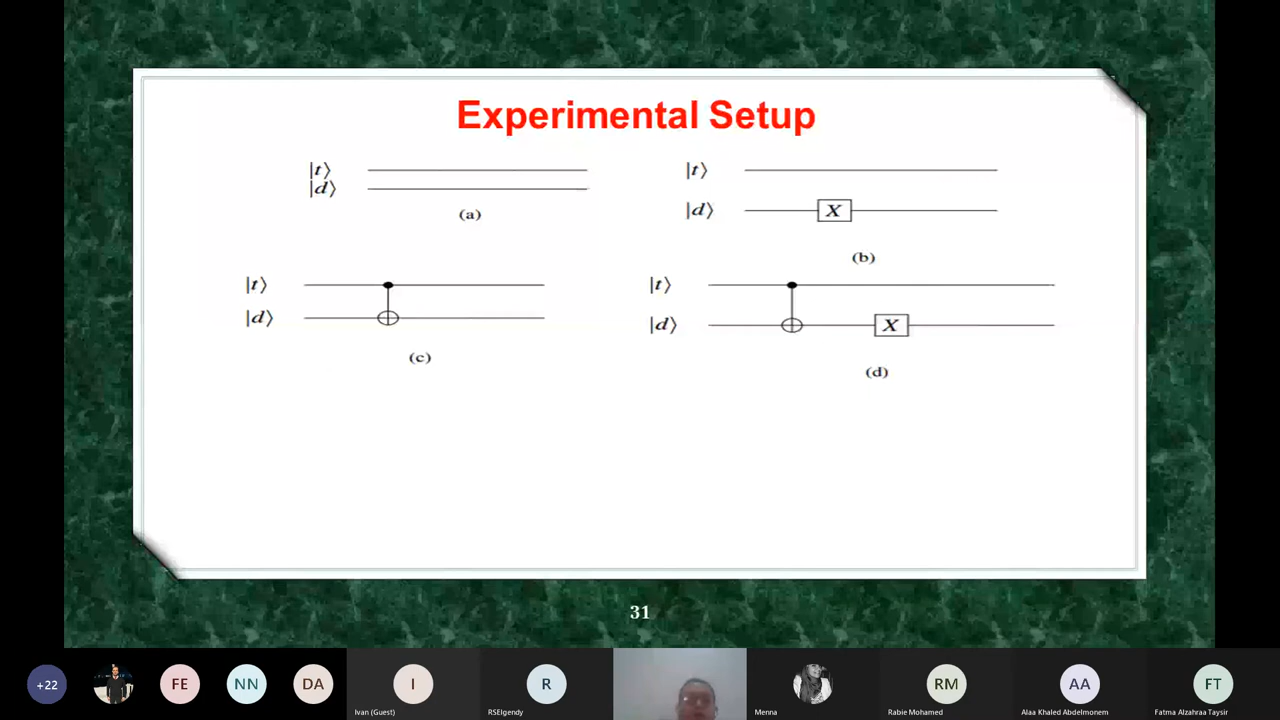 Experimental Setup
|t⟩
|d⟩
(a)
|t⟩
|d⟩
X
(b)
|t⟩
|d⟩
(c)
|t⟩
|d⟩
X
(d)
31
+22
FE
NN
DA
I
Ivan (Guest)
R
RSElgendy
Menna
RM
Rabie Mohamed
AA
Alaa Khaled Abdelmonem
FT
Fatma Alzahraa Taysir